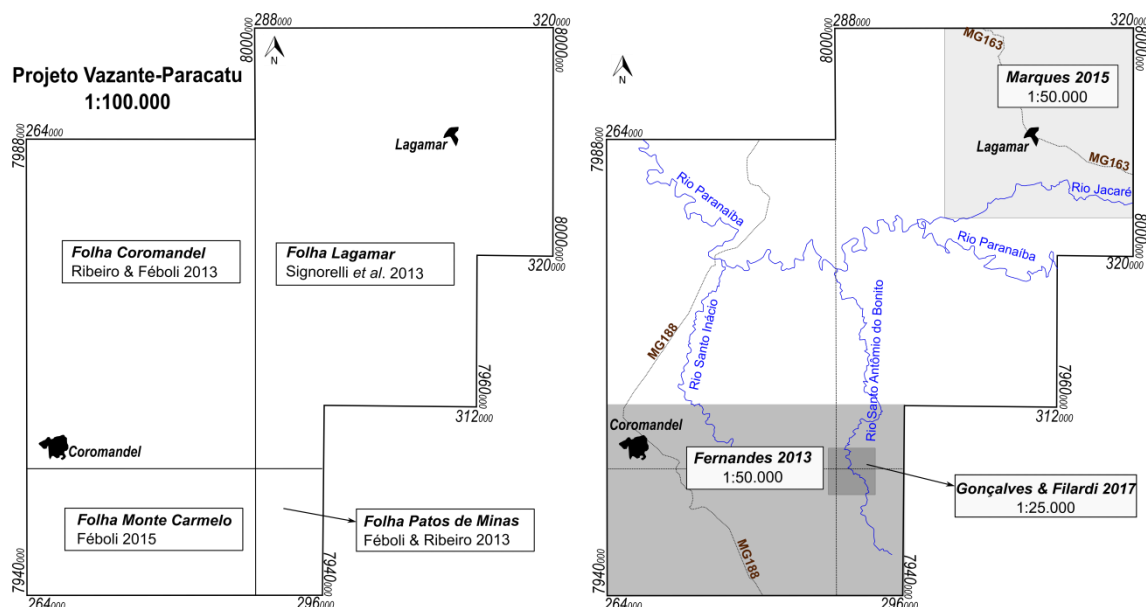 288000
320000
8000000
8000000
N
Projeto Vazante-Paracatu
1:100.000
264000
7988000
Lagamar
Folha Coromandel
Ribeiro & Féboli 2013
Folha Lagamar
Signorelli et al. 2013
8000000
320000
7960000
312000
Coromandel
Folha Monte Carmelo
Féboli 2015
Folha Patos de Minas
Féboli & Ribeiro 2013
7940000
7940000
264000
296000
288000
320000
8000000
8000000
N
MG163
Marques 2015
1:50.000
264000
7988000
Lagamar
MG163
Rio Jacaré
Rio Paranaíba
Rio Paranaíba
8000000
320000
Rio Santo Inácio
MG188
Rio Santo Antômio do Bonito
7960000
312000
Coromandel
Fernandes 2013
1:50.000
Gonçalves & Filardi 2017
1:25.000
MG188
7940000
7940000
264000
296000